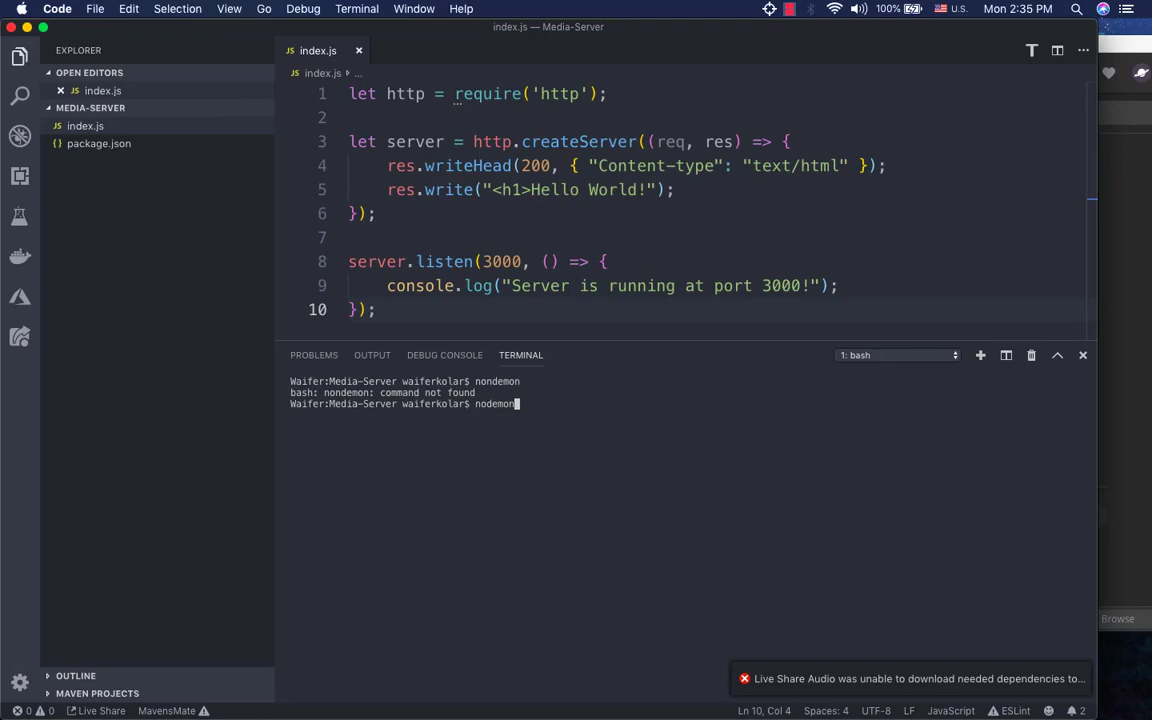 Code File Edit Selection View Go Debug Terminal Window Help 100% U.S. Mon 2:35 PM
index.js — Media-Server
EXPLORER
OPEN EDITORS
JS index.js
MEDIA-SERVER
JS index.js
{} package.json
OUTLINE
MAVEN PROJECTS
JS index.js
JS index.js ...
1 let http = require('http');
2
3 let server = http.createServer((req, res) => {
4 res.writeHead(200, { "Content-type": "text/html" });
5 res.write("<h1>Hello World!");
6 });
7
8 server.listen(3000, () => {
9 console.log("Server is running at port 3000!");
10 });
PROBLEMS OUTPUT DEBUG CONSOLE TERMINAL 1: bash
Waifer:Media-Server waiferkolar$ nondemon
bash: nondemon: command not found
Waifer:Media-Server waiferkolar$ nodemon
Browse
Live Share Audio was unable to download needed dependencies to...
0 0 Live Share MavensMate Ln 10, Col 4 Spaces: 4 UTF-8 LF JavaScript ESLint 2